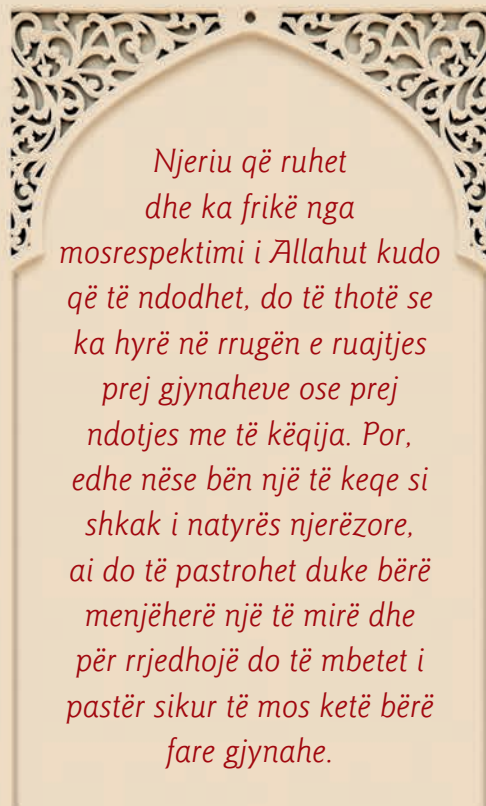 Njeriu që ruhet
dhe ka frikë nga
mosrespektimi i Allahut kudo
që të ndodhet, do të thotë se
ka hyrë në rrugën e ruajtjes
prej gjynaheve ose prej
ndotjes me të këqija. Por,
edhe nëse bën një të keqe si
shkak i natyrës njerëzore,
ai do të pastrohet duke bërë
menjëherë një të mirë dhe
për rrjedhojë do të mbetet i
pastër sikur të mos ketë bërë
fare gjynahe.